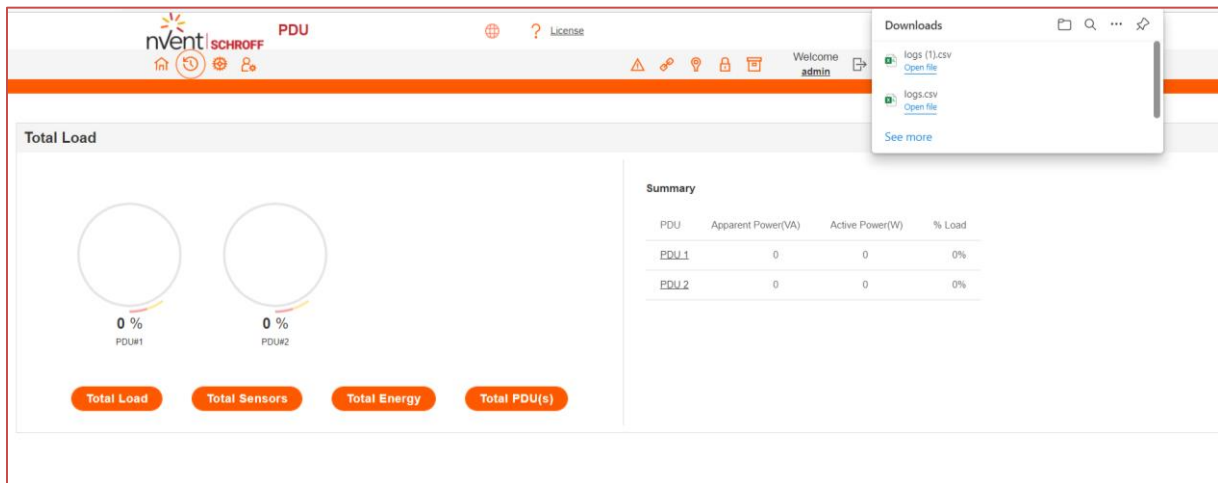 nvent SCHROFF
PDU
? License
Welcome
admin
Downloads
logs (1).csv
Open file
logs.csv
Open file
See more
Total Load
0 %
PDU#1
0 %
PDU#2
Total Load
Total Sensors
Total Energy
Total PDU(s)
Summary
PDU Apparent Power(VA) Active Power(W) % Load
PDU 1 0 0 0%
PDU 2 0 0 0%